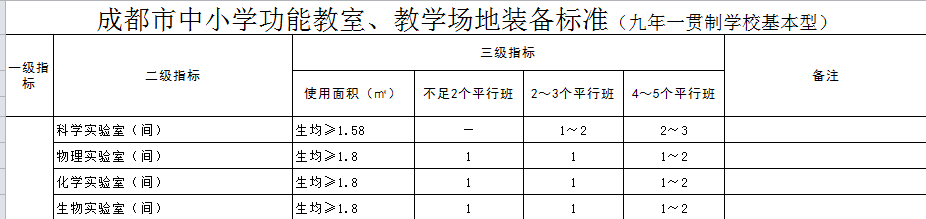 成都市中小学功能教室、教学场地装备标准（九年一贯制学校基本型）
一级指标 二级指标 三级指标 备注
使用面积（㎡） 不足2个平行班 2～3个平行班 4～5个平行班
科学实验室（间） 生均≥1.58 — 1～2 2～3
物理实验室（间） 生均≥1.8 1 1 1～2
化学实验室（间） 生均≥1.8 1 1 1～2
生物实验室（间） 生均≥1.8 1 1 1～2